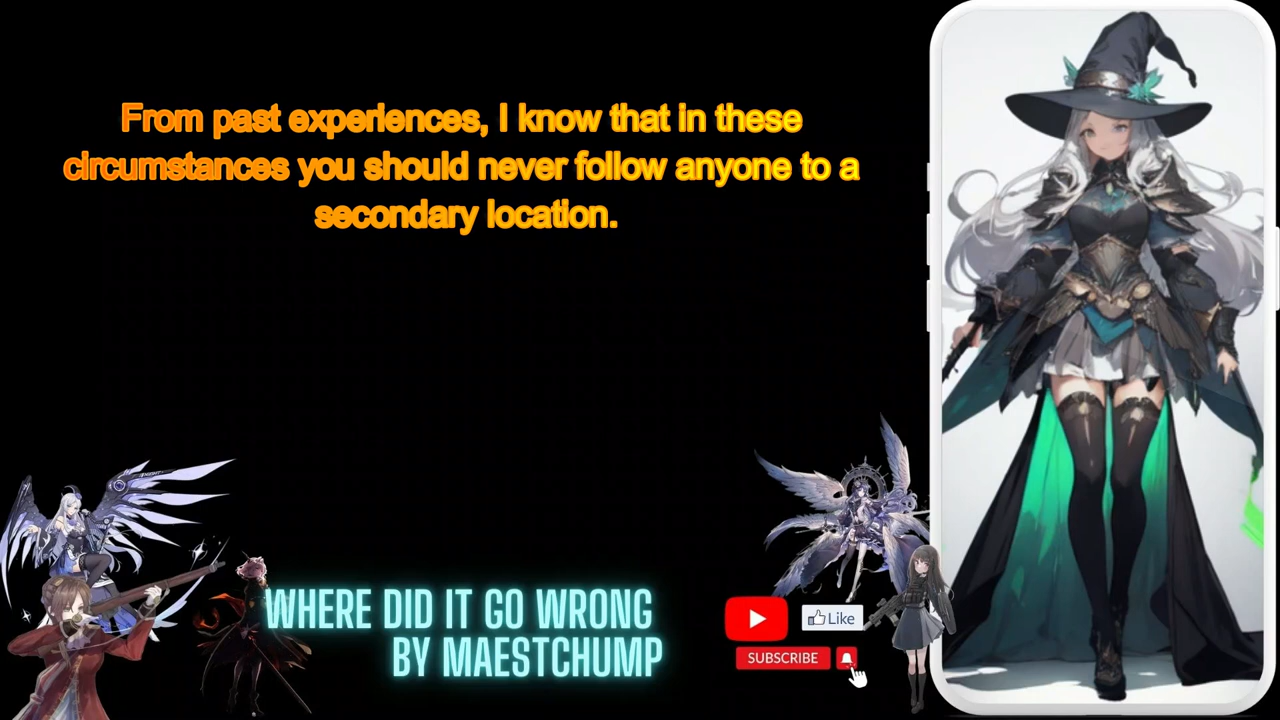 From past experiences, I know that in these
circumstances you should never follow anyone to a
secondary location.
WHERE DID IT GO WRONG
BY MAESTCHUMP
Like
SUBSCRIBE